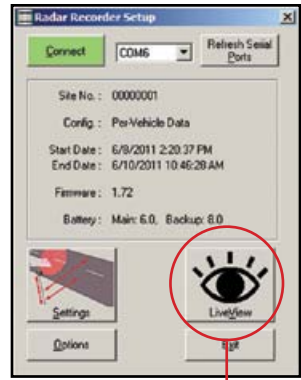 Radar Recorder Setup
Connect
COM6
Refresh Serial
Ports
Site No. : 00000001
Config. : Per-Vehicle Data
Start Date : 6/9/2011 2:20:37 PM
End Date : 6/10/2011 10:46:28 AM
Firmware : 1.72
Battery : Main: 6.0, Backup: 8.0
Settings
LiveView
Options
Exit